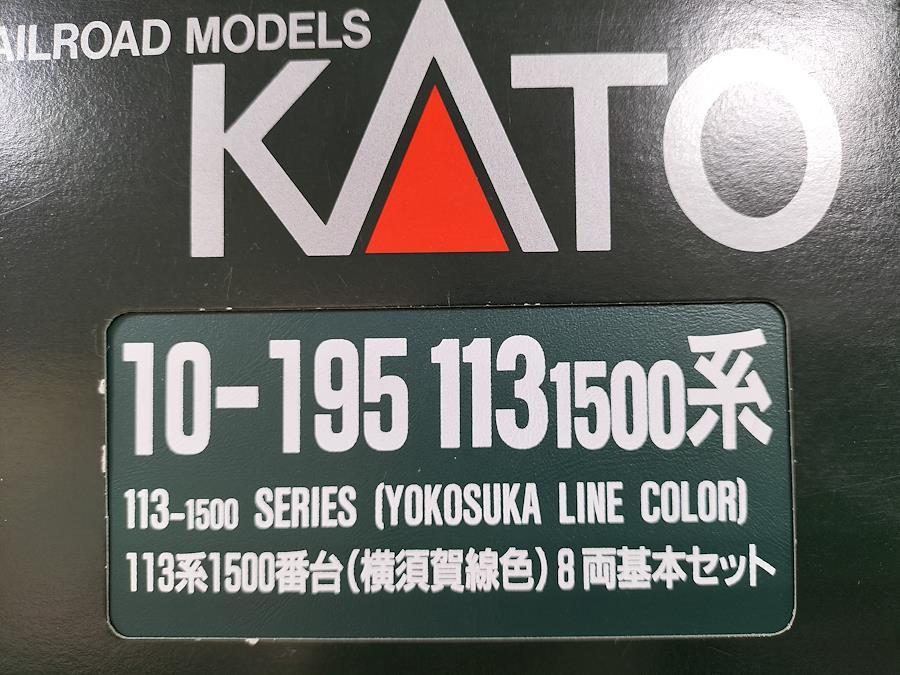 AILROAD MODELS
KATO
10-195 113 1500系
113-1500 SERIES (YOKOSUKA LINE COLOR)
113系1500番台(横須賀線色)8両基本セット